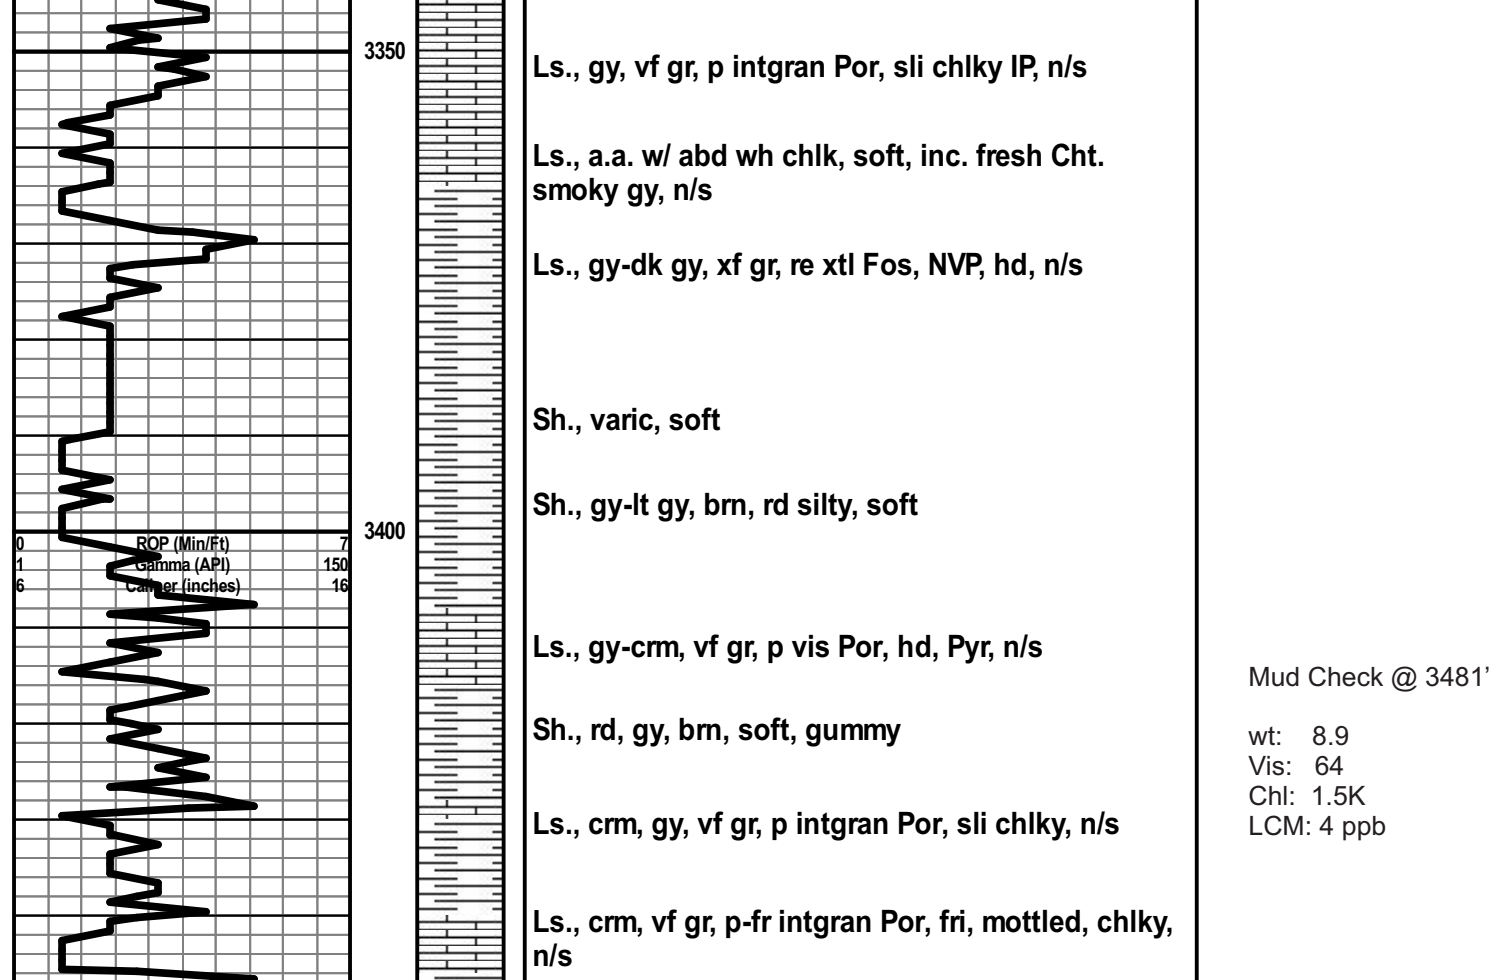 3350
Ls., gy, vf gr, p intgran Por, sli chlky IP, n/s
Ls., a.a. w/ abd wh chlk, soft, inc. fresh Cht.
smoky gy, n/s
Ls., gy-dk gy, xf gr, re xtl Fos, NVP, hd, n/s
Sh., varic, soft
Sh., gy-lt gy, brn, rd silty, soft
3400
0 ROP (Min/Ft) 7
1 Gamma (API) 150
6 Caliper (inches) 16
Ls., gy-crm, vf gr, p vis Por, hd, Pyr, n/s
Mud Check @ 3481’
Sh., rd, gy, brn, soft, gummy
wt: 8.9
Vis: 64
Chl: 1.5K
LCM: 4 ppb
Ls., crm, gy, vf gr, p intgran Por, sli chlky, n/s
Ls., crm, vf gr, p-fr intgran Por, fri, mottled, chlky,
n/s